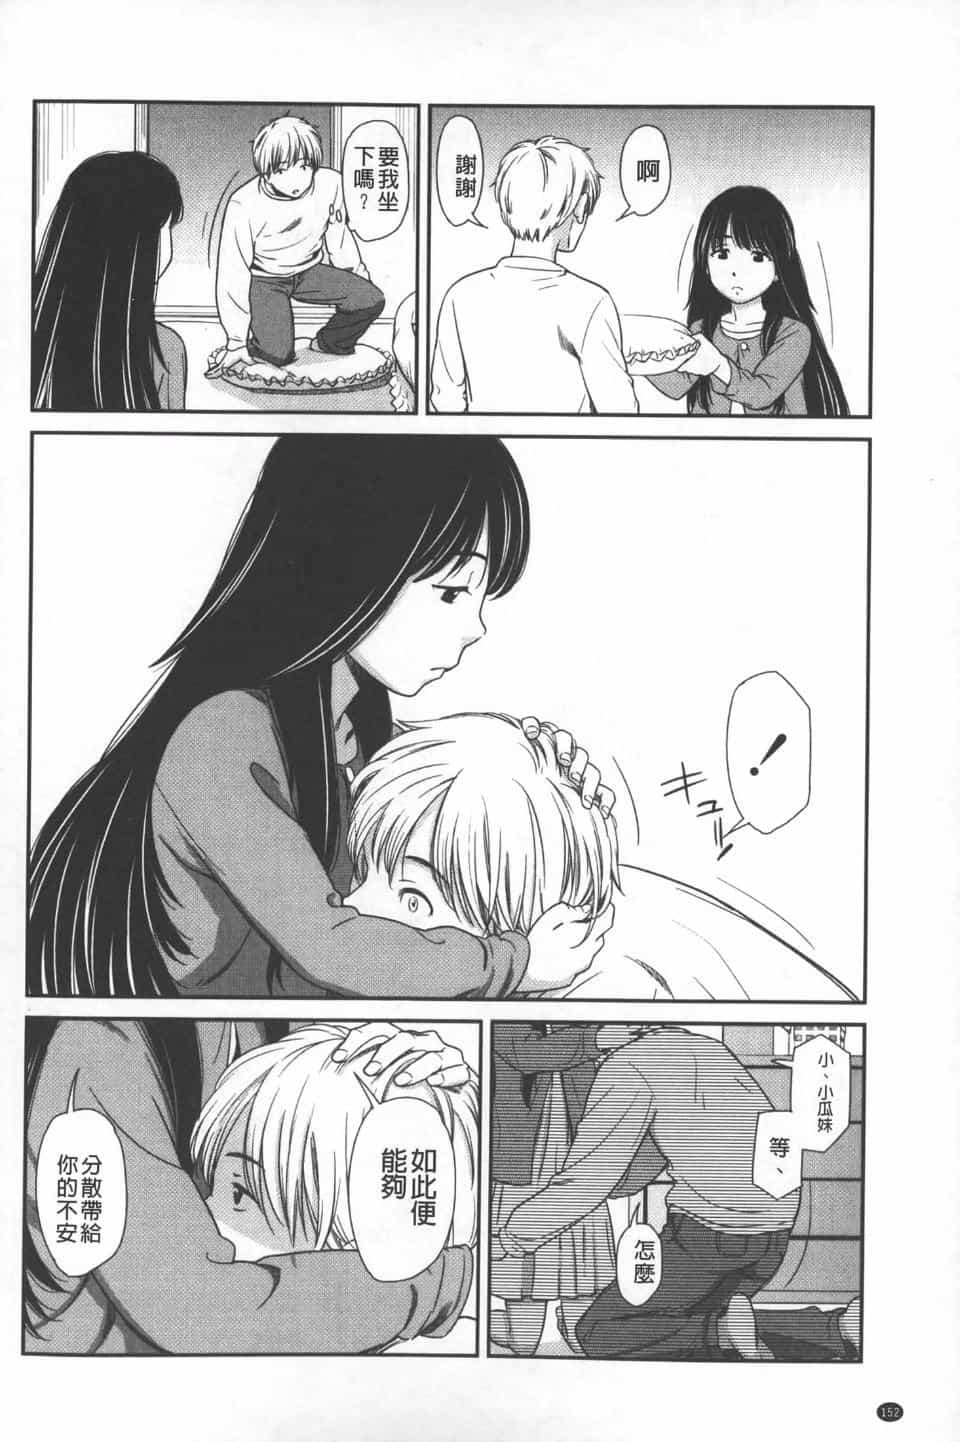 啊
謝謝
要我坐
下嗎?
!
キュッ
小、小瓜妹
等、
怎麼
如此便
能夠
分散帶給
你的不安
152